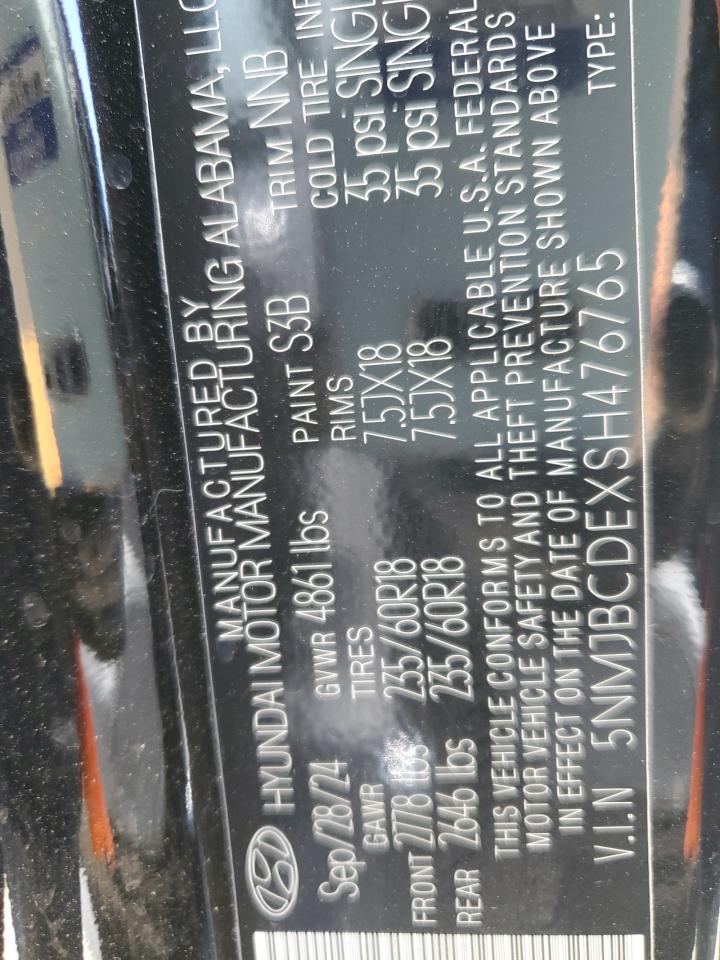 MANUFACTURED BY
HYUNDAI MOTOR MANUFACTURING ALABAMA, LLC
Sep/28/24 GVWR 4861 lbs PAINT S3B TRIM NNB
GAWR TIRES RIMS COLD TIRE
FRONT 2778 lbs 235/60R18 7.5JX18 35 psi
REAR 2646 lbs 235/60R18 7.5JX18 35 psi
THIS VEHICLE CONFORMS TO ALL APPLICABLE U.S.A. FEDERAL
MOTOR VEHICLE SAFETY AND THEFT PREVENTION STANDARDS
IN EFFECT ON THE DATE OF MANUFACTURE SHOWN ABOVE
V.I.N 5NMJBCDEXSH476765 TYPE: